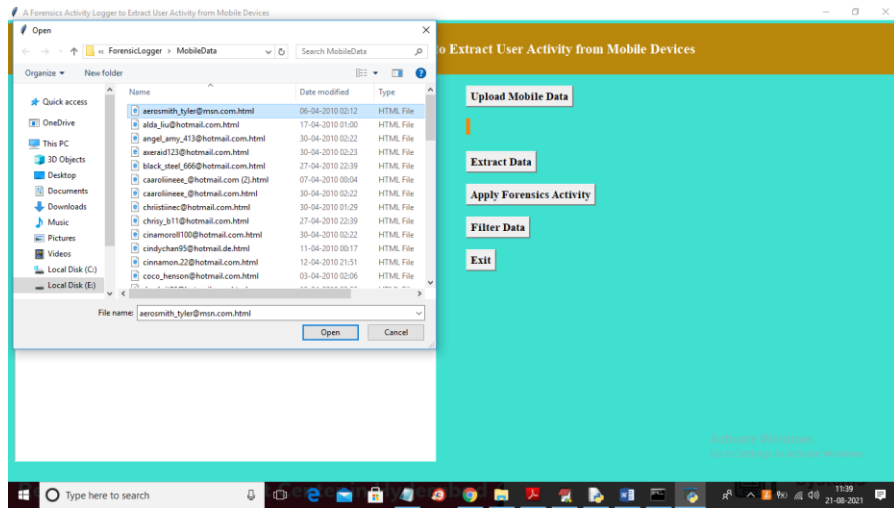 A Forensics Activity Logger to Extract User Activity from Mobile Devices
Open
to Extract User Activity from Mobile Devices
« ForensicLogger > MobileData
Search MobileData
Organize
New folder
Name Date modified Type
Quick access
OneDrive
This PC
3D Objects
Desktop
Documents
Downloads
Music
Pictures
Videos
Local Disk (C:)
Local Disk (E:)
aerosmith_tyler@msn.com.html 06-04-2010 02:12 HTML File
alda_liu@hotmail.com.html 17-04-2010 01:00 HTML File
angel_amy_413@hotmail.com.html 30-04-2010 02:22 HTML File
axeraid123@hotmail.com.html 30-04-2010 02:23 HTML File
black_steel_666@hotmail.com.html 27-04-2010 22:39 HTML File
caaroliineee_@hotmail.com (2).html 07-04-2010 00:04 HTML File
caaroliineee_@hotmail.com.html 30-04-2010 02:22 HTML File
chriistiinec@hotmail.com.html 30-04-2010 01:29 HTML File
chrisy_b11@hotmail.com.html 27-04-2010 22:39 HTML File
cinamoroll100@hotmail.com.html 30-04-2010 02:22 HTML File
cindychan95@hotmail.de.html 11-04-2010 00:17 HTML File
cinnamon.22@hotmail.com.html 12-04-2010 21:51 HTML File
coco_henson@hotmail.com.html 03-04-2010 02:06 HTML File
File name: aerosmith_tyler@msn.com.html
Open Cancel
Upload Mobile Data
Extract Data
Apply Forensics Activity
Filter Data
Exit
Activate Windows
Go to Settings to activate Windows.
Type here to search
11:39
21-08-2021